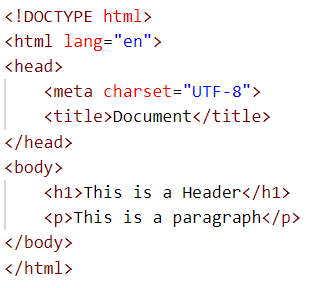 <!DOCTYPE html>
<html lang="en">
<head>
    <meta charset="UTF-8">
    <title>Document</title>
</head>
<body>
    <h1>This is a Header</h1>
    <p>This is a paragraph</p>
</body>
</html>